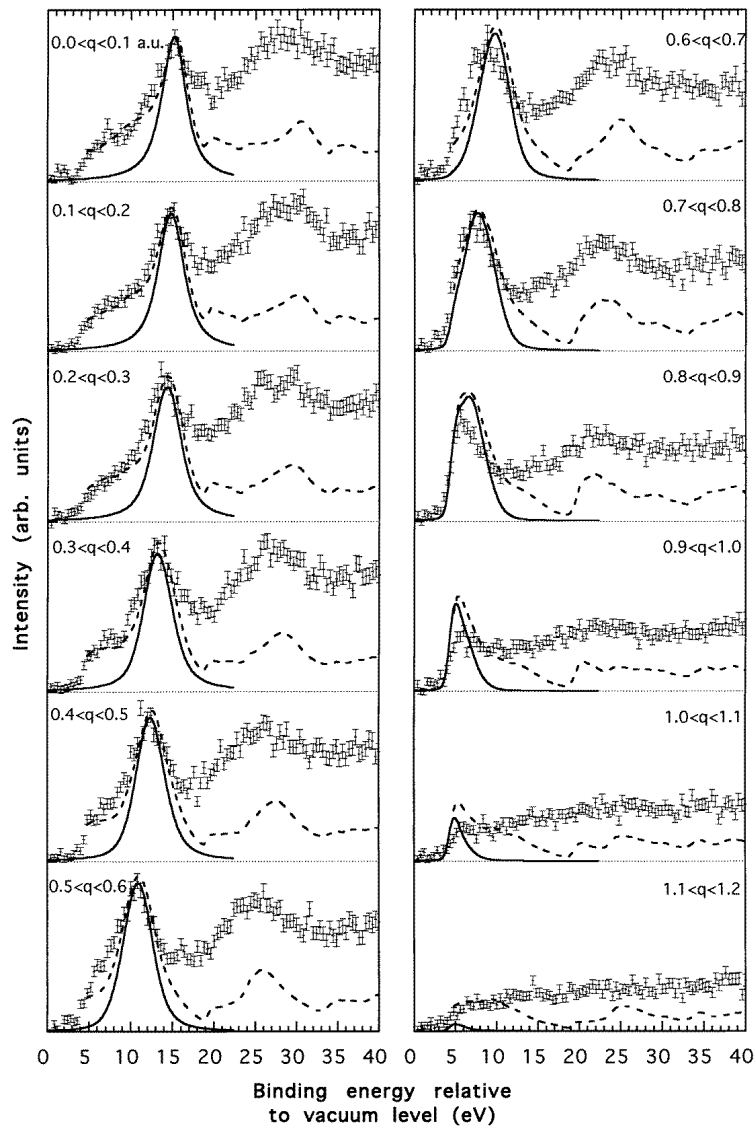 0.0<q<0.1 a.u.
0.1<q<0.2
0.2<q<0.3
0.3<q<0.4
0.4<q<0.5
0.5<q<0.6
0.6<q<0.7
0.7<q<0.8
0.8<q<0.9
0.9<q<1.0
1.0<q<1.1
1.1<q<1.2
Intensity (arb. units)
0 5 10 15 20 25 30 35 40
0 5 10 15 20 25 30 35 40
Binding energy relative
to vacuum level (eV)